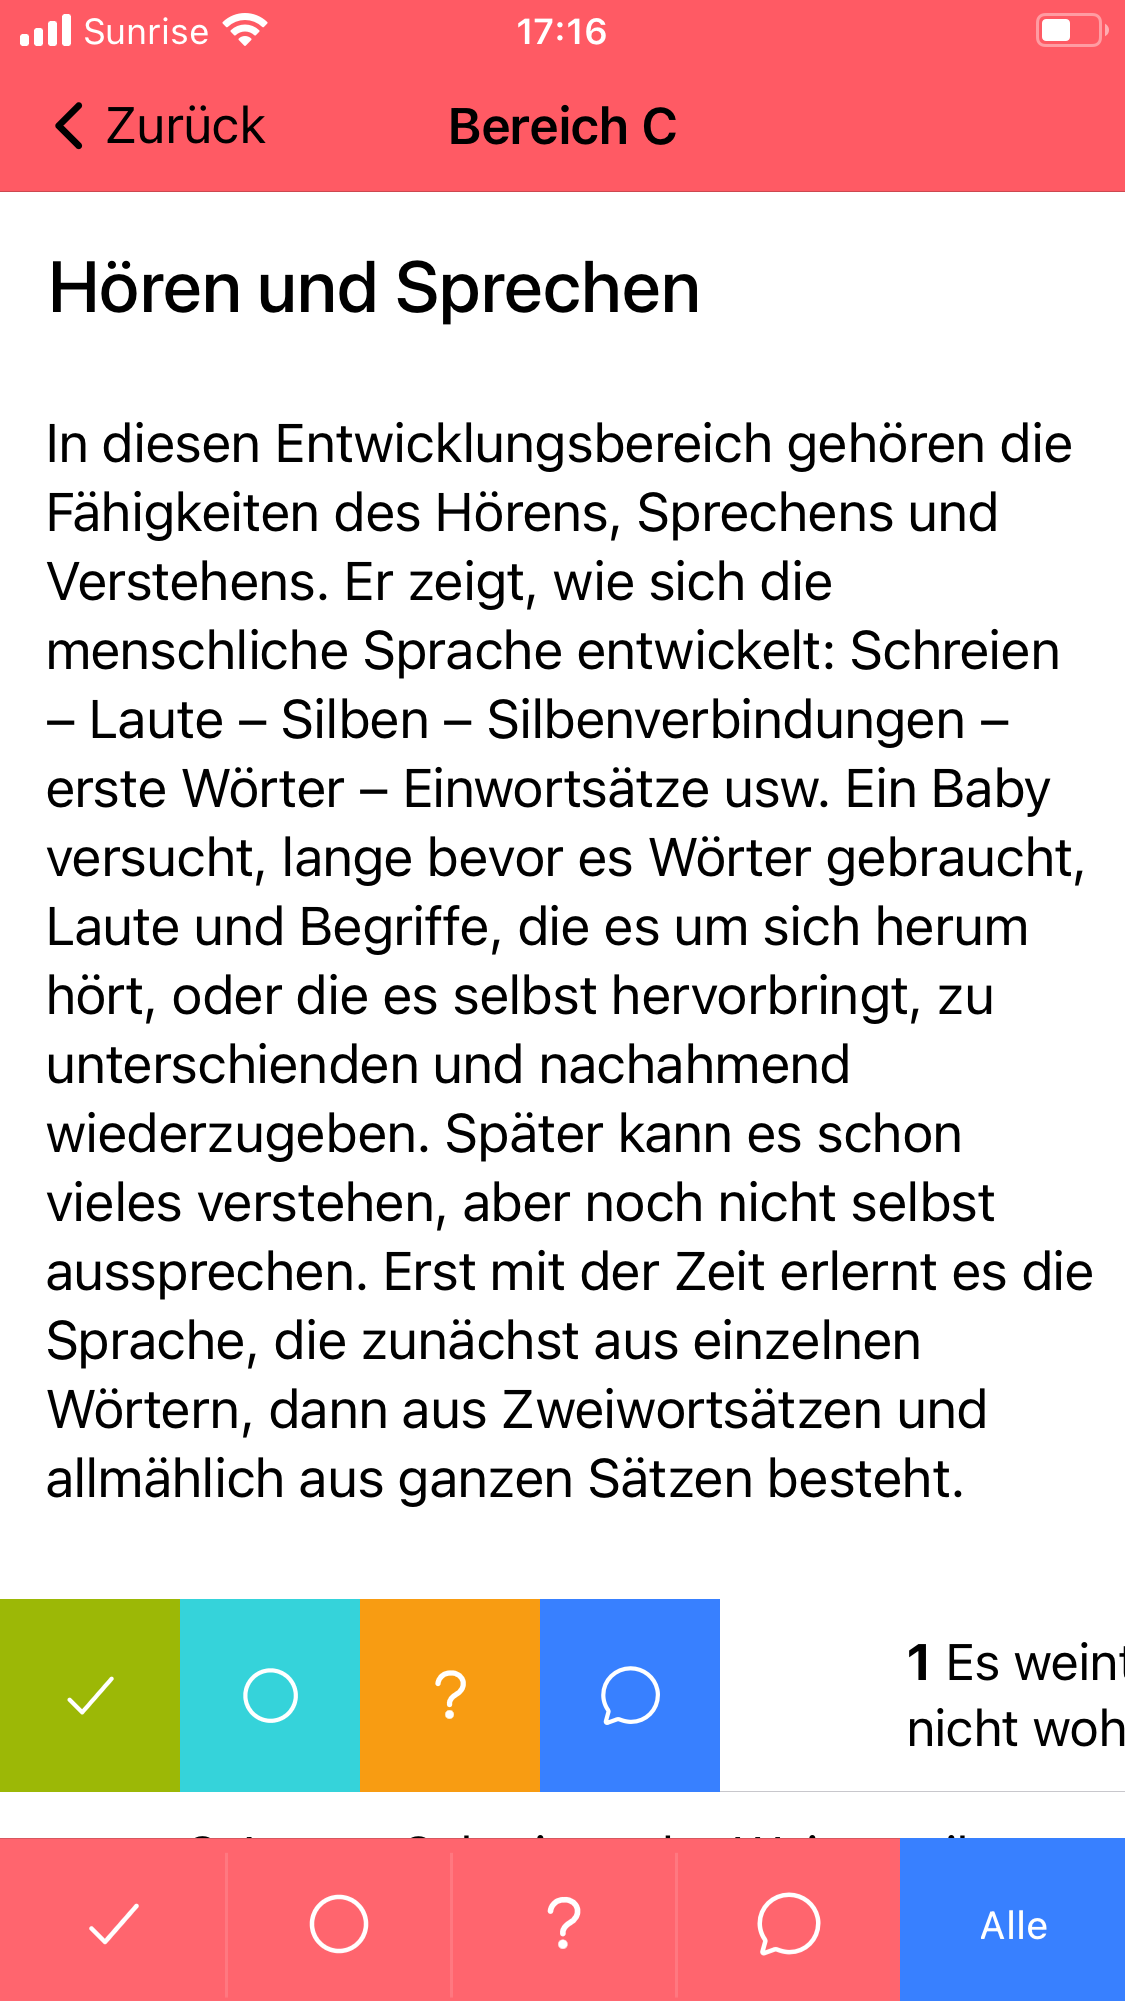 Sunrise
17:16
Zurück
Bereich C
Hören und Sprechen
In diesen Entwicklungsbereich gehören die
Fähigkeiten des Hörens, Sprechens und
Verstehens. Er zeigt, wie sich die
menschliche Sprache entwickelt: Schreien
– Laute – Silben – Silbenverbindungen –
erste Wörter – Einwortsätze usw. Ein Baby
versucht, lange bevor es Wörter gebraucht,
Laute und Begriffe, die es um sich herum
hört, oder die es selbst hervorbringt, zu
unterschienden und nachahmend
wiederzugeben. Später kann es schon
vieles verstehen, aber noch nicht selbst
aussprechen. Erst mit der Zeit erlernt es die
Sprache, die zunächst aus einzelnen
Wörtern, dann aus Zweiwortsätzen und
allmählich aus ganzen Sätzen besteht.
?
1 Es weint
nicht woh
?
Alle